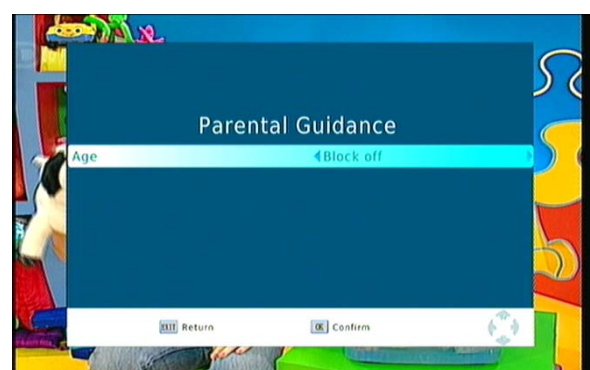 Parental Guidance
Age Block off
EXIT Return OK Confirm